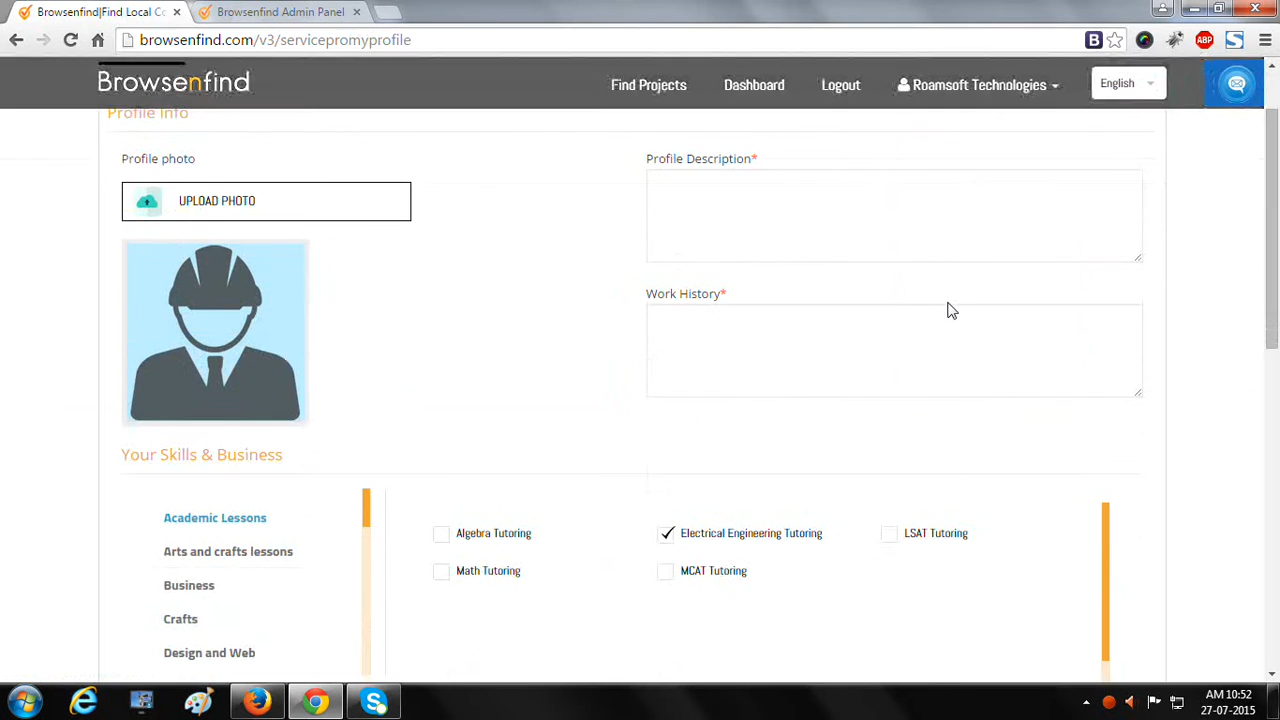 Browsenfind|Find Local Co
Browsenfind Admin Panel
browsenfind.com/v3/servicepromyprofile
B
ABP
S
Browsenfind
Find Projects
Dashboard
Logout
Roamsoft Technologies
English
Profile Info
Profile photo
Profile Description*
UPLOAD PHOTO
Work History*
Your Skills & Business
Academic Lessons
Algebra Tutoring
Electrical Engineering Tutoring
LSAT Tutoring
Arts and crafts lessons
Math Tutoring
MCAT Tutoring
Business
Crafts
Design and Web
AM 10:52
27-07-2015